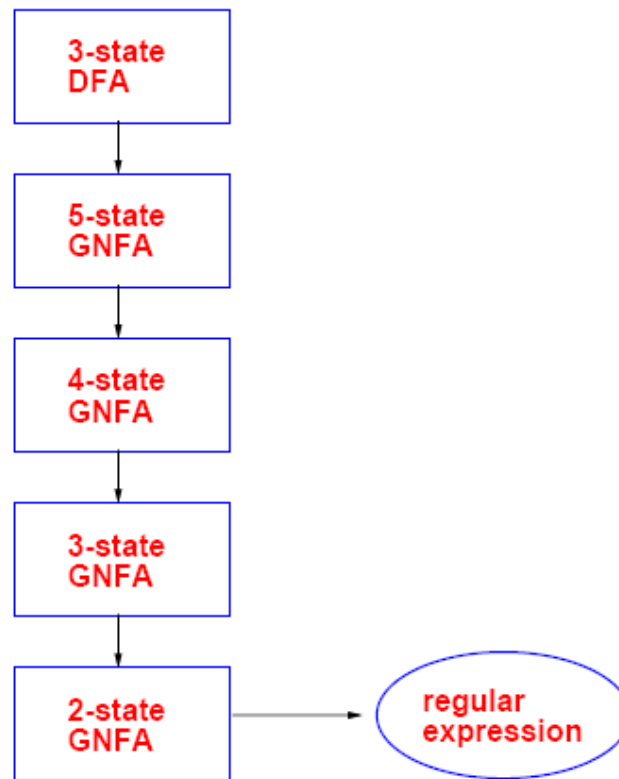 3-state
DFA
5-state
GNFA
4-state
GNFA
3-state
GNFA
2-state
GNFA
regular
expression